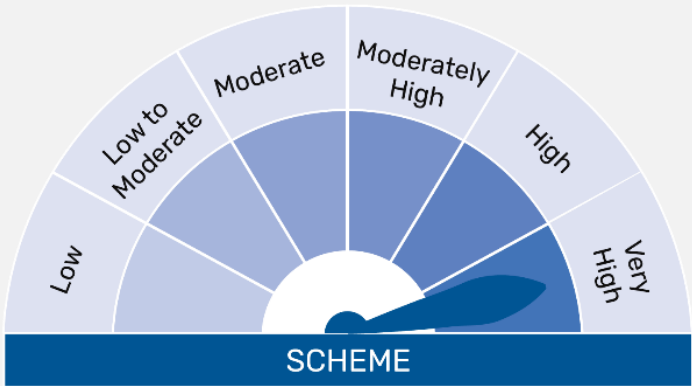 Low
Low to
Moderate
Moderate
Moderately
High
High
Very
High
SCHEME